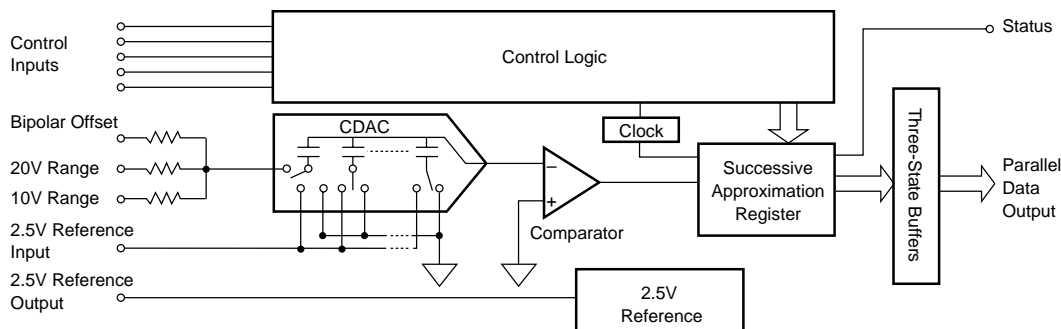 Control
Inputs
Control Logic
Status
Bipolar Offset
20V Range
10V Range
2.5V Reference
Input
2.5V Reference
Output
CDAC
Clock
−
+
Comparator
Successive
Approximation
Register
Three-State Buffers
Parallel
Data
Output
2.5V
Reference